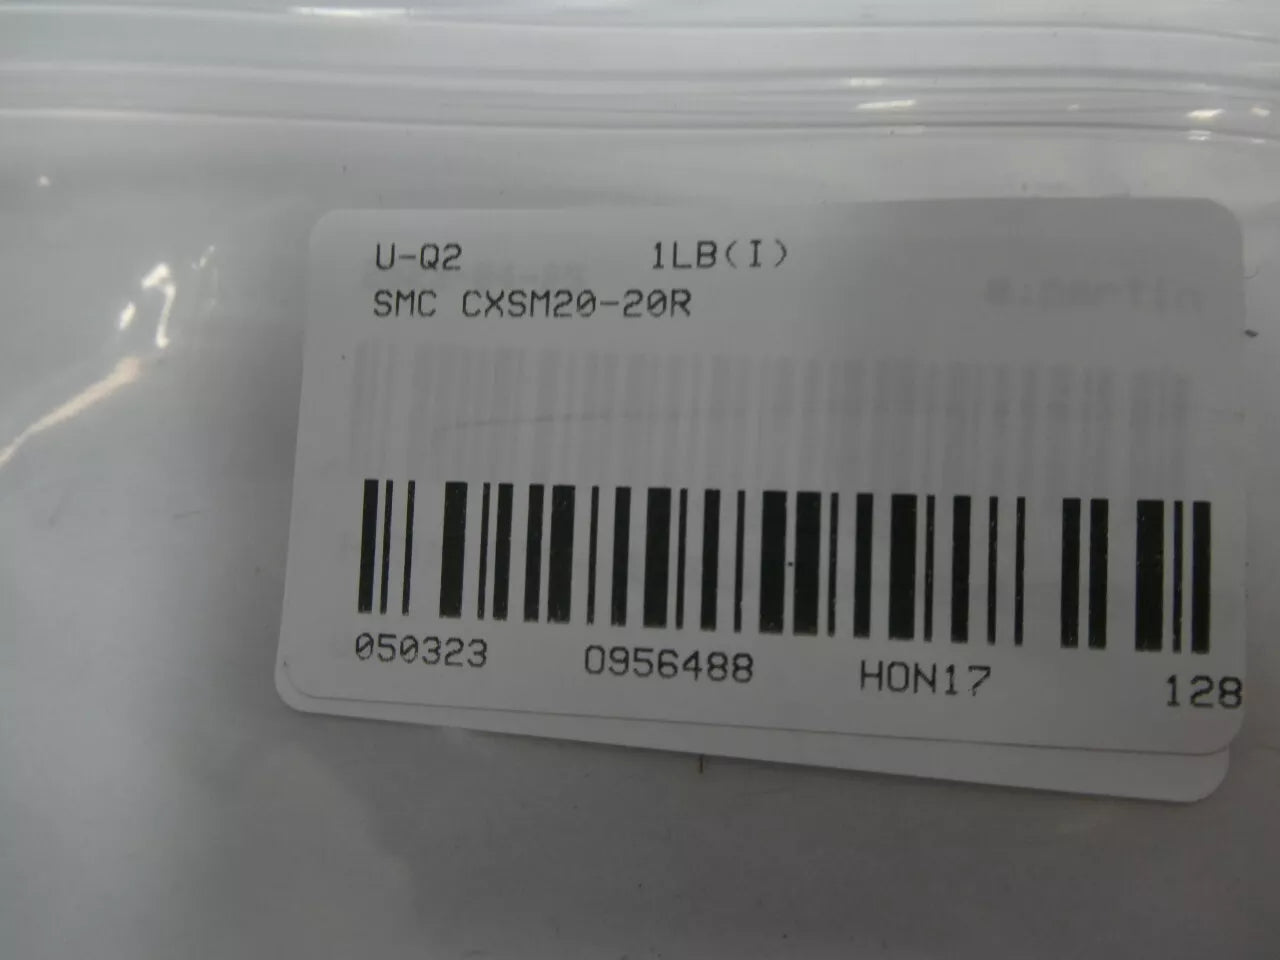 U-Q2 1LB(I)
SMC CXSM20-20R
050323 0956488 HON17 128